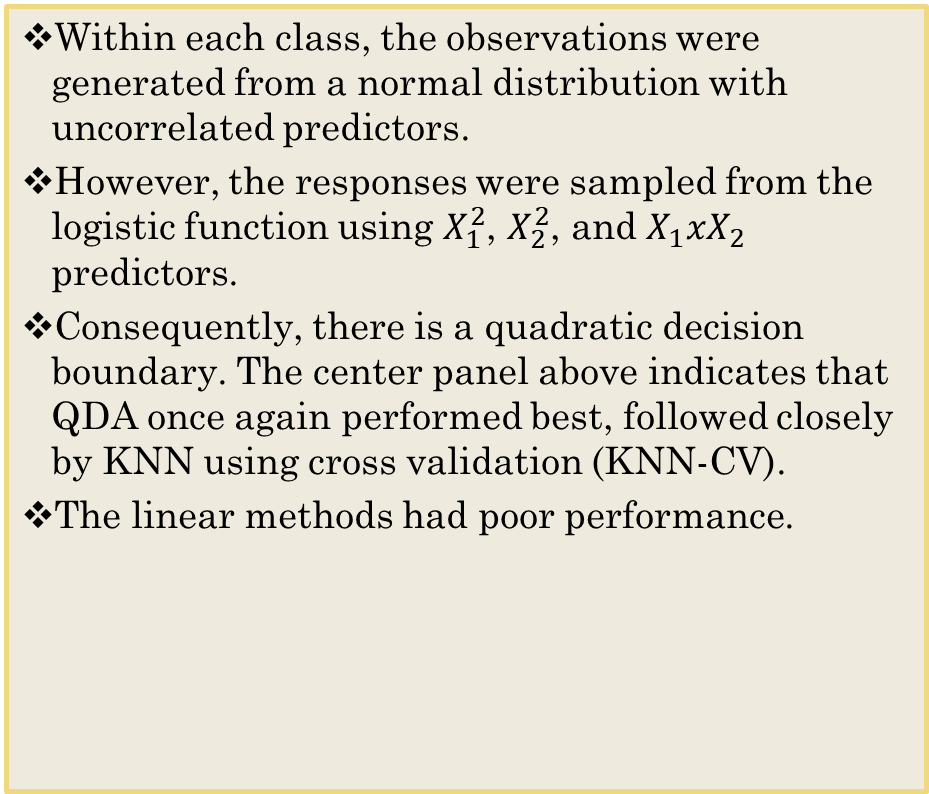 ❖Within each class, the observations were
generated from a normal distribution with
uncorrelated predictors.
❖However, the responses were sampled from the
logistic function using $X_1^2$, $X_2^2$, and $X_1xX_2$
predictors.
❖Consequently, there is a quadratic decision
boundary. The center panel above indicates that
QDA once again performed best, followed closely
by KNN using cross validation (KNN-CV).
❖The linear methods had poor performance.